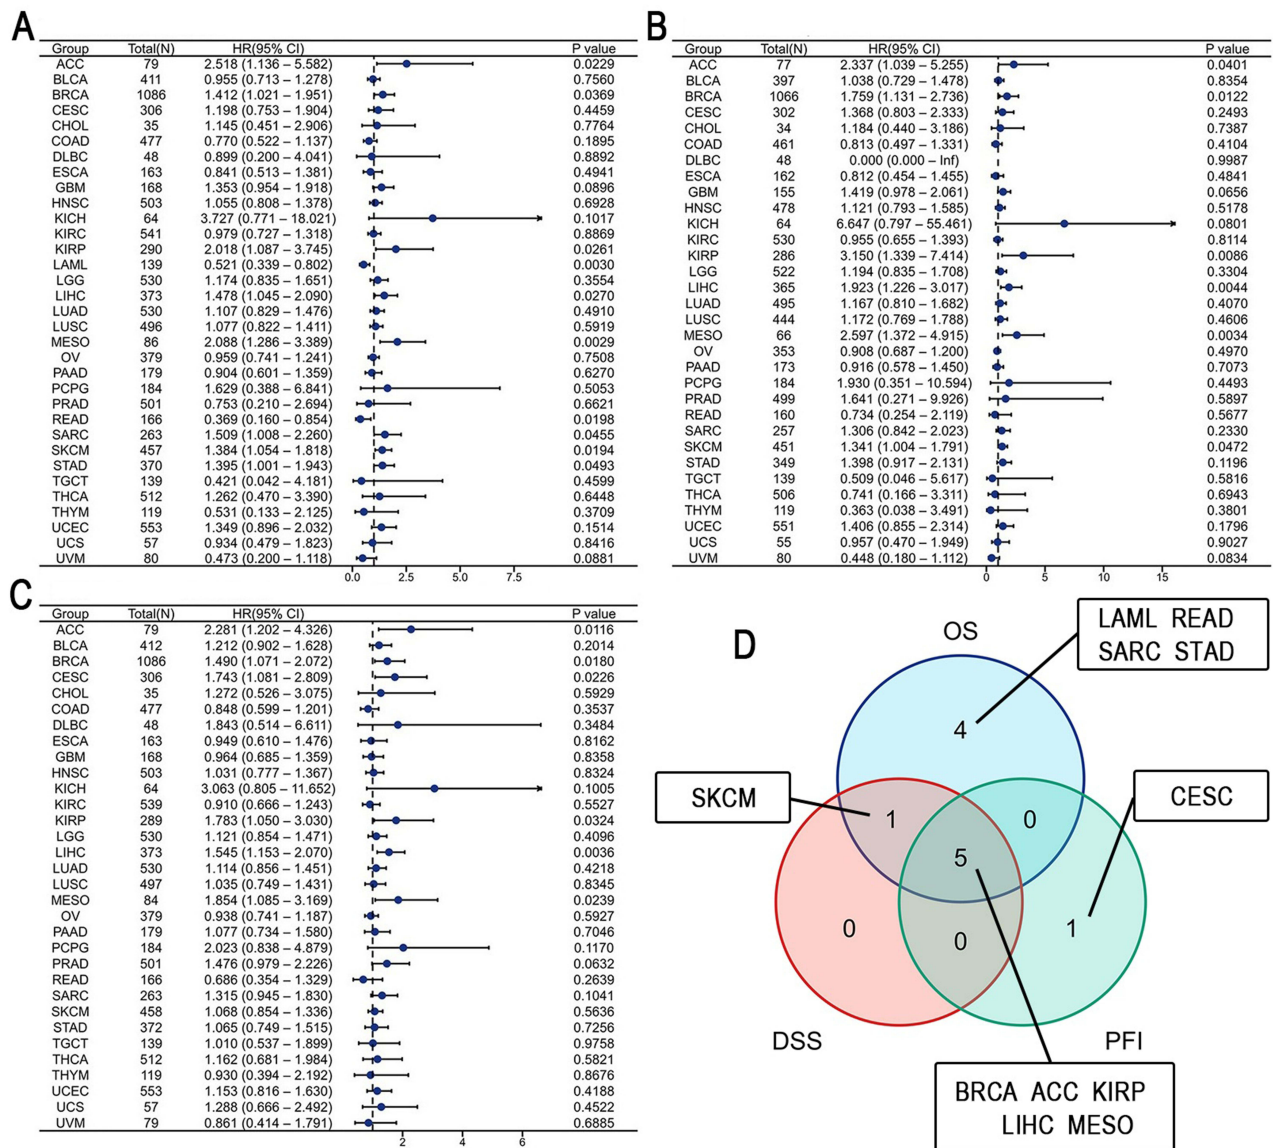 A
Group Total(N) HR(95% CI) P value
ACC 79 2.518 (1.136 – 5.582) 0.0229
BLCA 411 0.955 (0.713 – 1.278) 0.7560
BRCA 1086 1.412 (1.021 – 1.951) 0.0369
CESC 306 1.198 (0.753 – 1.904) 0.4459
CHOL 35 1.145 (0.451 – 2.906) 0.7764
COAD 477 0.770 (0.522 – 1.137) 0.1895
DLBC 48 0.899 (0.200 – 4.041) 0.8892
ESCA 163 0.841 (0.513 – 1.381) 0.4941
GBM 168 1.353 (0.954 – 1.918) 0.0896
HNSC 503 1.055 (0.808 – 1.378) 0.6928
KICH 64 3.727 (0.771 – 18.021) 0.1017
KIRC 541 0.979 (0.727 – 1.318) 0.8869
KIRP 290 2.018 (1.087 – 3.745) 0.0261
LAML 139 0.521 (0.339 – 0.802) 0.0030
LGG 530 1.174 (0.835 – 1.651) 0.3554
LIHC 373 1.478 (1.045 – 2.090) 0.0270
LUAD 530 1.107 (0.829 – 1.476) 0.4910
LUSC 496 1.077 (0.822 – 1.411) 0.5919
MESO 86 2.088 (1.286 – 3.389) 0.0029
OV 379 0.959 (0.741 – 1.241) 0.7508
PAAD 179 0.904 (0.601 – 1.359) 0.6270
PCPG 184 1.629 (0.388 – 6.841) 0.5053
PRAD 501 0.753 (0.210 – 2.694) 0.6621
READ 166 0.369 (0.160 – 0.854) 0.0198
SARC 263 1.509 (1.008 – 2.260) 0.0455
SKCM 457 1.384 (1.054 – 1.818) 0.0194
STAD 370 1.395 (1.001 – 1.943) 0.0493
TGCT 139 0.421 (0.042 – 4.181) 0.4599
THCA 512 1.262 (0.470 – 3.390) 0.6448
THYM 119 0.531 (0.133 – 2.125) 0.3709
UCEC 553 1.349 (0.896 – 2.032) 0.1514
UCS 57 0.934 (0.479 – 1.823) 0.8416
UVM 80 0.473 (0.200 – 1.118) 0.0881
0.0 2.5 5.0 7.5
B
Group Total(N) HR(95% CI) P value
ACC 77 2.337 (1.039 – 5.255) 0.0401
BLCA 397 1.038 (0.729 – 1.478) 0.8354
BRCA 1066 1.759 (1.131 – 2.736) 0.0122
CESC 302 1.368 (0.803 – 2.333) 0.2493
CHOL 34 1.184 (0.440 – 3.186) 0.7387
COAD 461 0.813 (0.497 – 1.331) 0.4104
DLBC 48 0.000 (0.000 – Inf) 0.9987
ESCA 162 0.812 (0.454 – 1.455) 0.4841
GBM 155 1.419 (0.978 – 2.061) 0.0656
HNSC 478 1.121 (0.793 – 1.585) 0.5178
KICH 64 6.647 (0.797 – 55.461) 0.0801
KIRC 530 0.955 (0.655 – 1.393) 0.8114
KIRP 286 3.150 (1.339 – 7.414) 0.0086
LGG 522 1.194 (0.835 – 1.708) 0.3304
LIHC 365 1.923 (1.226 – 3.017) 0.0044
LUAD 495 1.167 (0.810 – 1.682) 0.4070
LUSC 444 1.172 (0.769 – 1.788) 0.4606
MESO 66 2.597 (1.372 – 4.915) 0.0034
OV 353 0.908 (0.687 – 1.200) 0.4970
PAAD 173 0.916 (0.578 – 1.450) 0.7073
PCPG 184 1.930 (0.351 – 10.594) 0.4493
PRAD 499 1.641 (0.271 – 9.926) 0.5897
READ 160 0.734 (0.254 – 2.119) 0.5677
SARC 257 1.306 (0.842 – 2.023) 0.2330
SKCM 451 1.341 (1.004 – 1.791) 0.0472
STAD 349 1.398 (0.917 – 2.131) 0.1196
TGCT 139 0.509 (0.046 – 5.617) 0.5816
THCA 506 0.741 (0.166 – 3.311) 0.6943
THYM 119 0.363 (0.038 – 3.491) 0.3801
UCEC 551 1.406 (0.855 – 2.314) 0.1796
UCS 55 0.957 (0.470 – 1.949) 0.9027
UVM 80 0.448 (0.180 – 1.112) 0.0834
0 5 10 15
C
Group Total(N) HR(95% CI) P value
ACC 79 2.281 (1.202 – 4.326) 0.0116
BLCA 412 1.212 (0.902 – 1.628) 0.2014
BRCA 1086 1.490 (1.071 – 2.072) 0.0180
CESC 306 1.743 (1.081 – 2.809) 0.0226
CHOL 35 1.272 (0.526 – 3.075) 0.5929
COAD 477 0.848 (0.599 – 1.201) 0.3537
DLBC 48 1.843 (0.514 – 6.611) 0.3484
ESCA 163 0.949 (0.610 – 1.476) 0.8162
GBM 168 0.964 (0.685 – 1.359) 0.8358
HNSC 503 1.031 (0.777 – 1.367) 0.8324
KICH 64 3.063 (0.805 – 11.652) 0.1005
KIRC 539 0.910 (0.666 – 1.243) 0.5527
KIRP 289 1.783 (1.050 – 3.030) 0.0324
LGG 530 1.121 (0.854 – 1.471) 0.4096
LIHC 373 1.545 (1.153 – 2.070) 0.0036
LUAD 530 1.114 (0.856 – 1.451) 0.4218
LUSC 497 1.035 (0.749 – 1.431) 0.8345
MESO 84 1.854 (1.085 – 3.169) 0.0239
OV 379 0.938 (0.741 – 1.187) 0.5927
PAAD 179 1.077 (0.734 – 1.580) 0.7046
PCPG 184 2.023 (0.838 – 4.879) 0.1170
PRAD 501 1.476 (0.979 – 2.226) 0.0632
READ 166 0.686 (0.354 – 1.329) 0.2639
SARC 263 1.315 (0.945 – 1.830) 0.1041
SKCM 458 1.068 (0.854 – 1.336) 0.5636
STAD 372 1.065 (0.749 – 1.515) 0.7256
TGCT 139 1.010 (0.537 – 1.899) 0.9758
THCA 512 1.162 (0.681 – 1.984) 0.5821
THYM 119 0.930 (0.394 – 2.192) 0.8676
UCEC 553 1.153 (0.816 – 1.630) 0.4188
UCS 57 1.288 (0.666 – 2.492) 0.4522
UVM 79 0.861 (0.414 – 1.791) 0.6885
2 4 6
D
OS
LAML READ
SARC STAD
4
SKCM
CESC
1
0
5
0
0
1
DSS
PFI
BRCA ACC KIRP
LIHC MESO